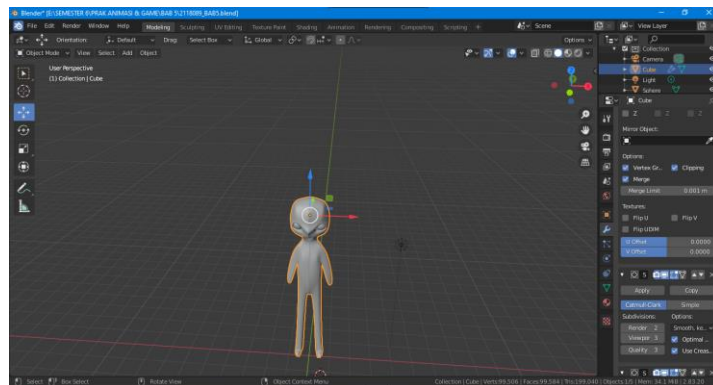 Blender* [E:\SEMESTER 6\PRAK ANIMASI & GAME\BAB 5\2118089_BAB5.blend]
File Edit Render Window Help Modeling Sculpting UV Editing Texture Paint Shading Animation Rendering Compositing Scripting + Scene View Layer
Orientation: Default Drag Select Box Global Options
Object Mode View Select Add Object
User Perspective
(1) Collection | Cube
Collection
Camera
Cube
Light
Sphere
Cube
Z Z Z
Mirror Object:
Options:
Vertex Gr.. Clipping
Merge
Merge Limit 0.001 m
Textures:
Flip U Flip V
Flip UDIM
U Offset 0.0000
V Offset 0.0000
S
Apply Copy
Catmull-Clark Simple
Subdivisions: Options:
Render 2 Smooth, ke..
Viewpor 3 Optimal ..
Quality 3 Use Creas..
S
Select Box Select Rotate View Object Context Menu
Collection | Cube | Verts:99,506 | Faces:99,584 | Tris:199,040 | Objects:1/5 | Mem: 34.1 MiB | 2.83.20